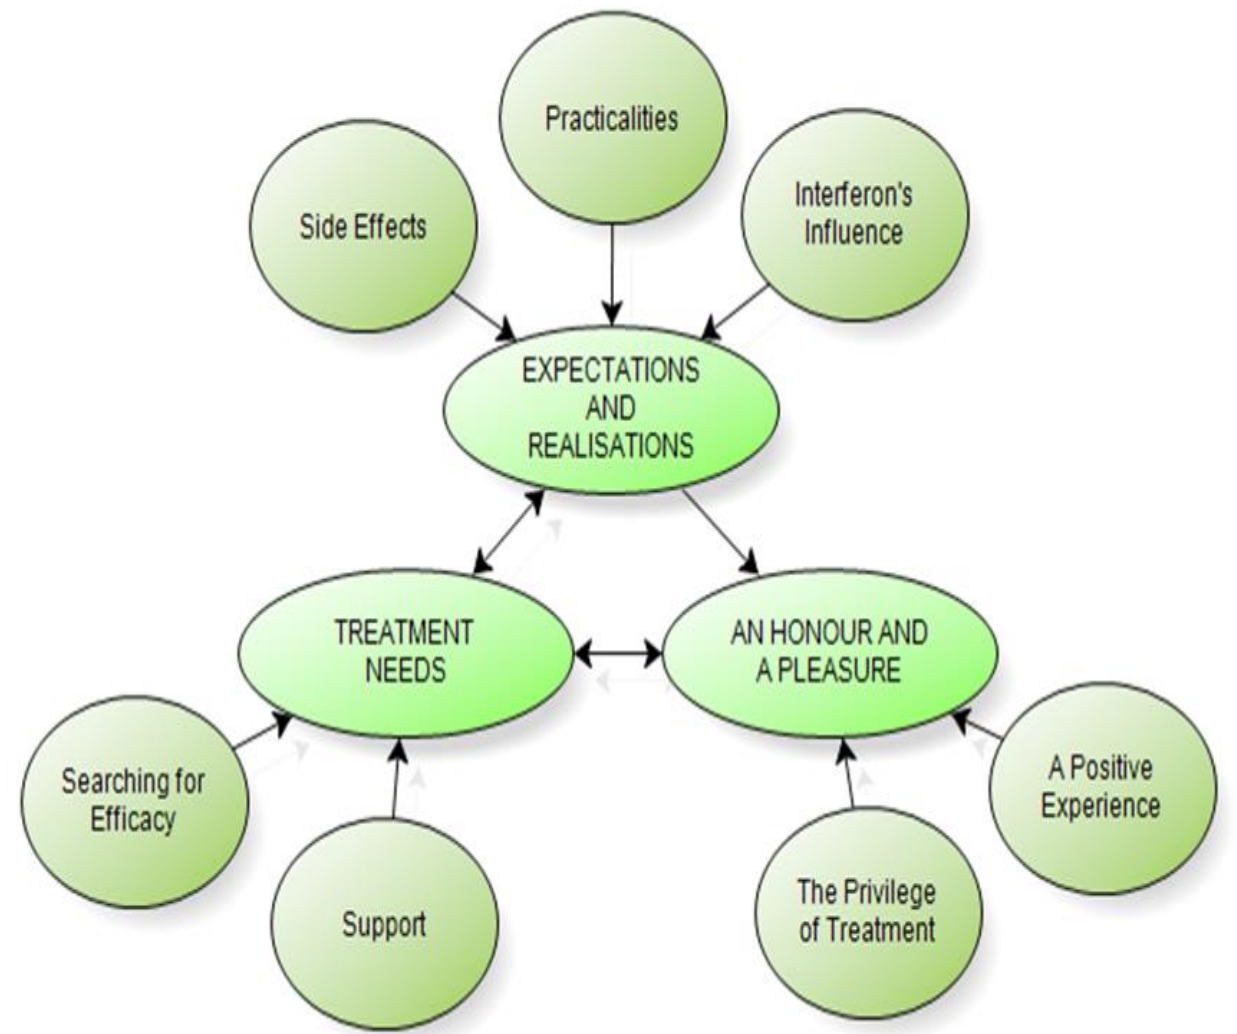 Practicalities
Interferon's
Influence
Side Effects
EXPECTATIONS
AND
REALISATIONS
TREATMENT
NEEDS
AN HONOUR AND
A PLEASURE
Searching for
Efficacy
A Positive
Experience
Support
The Privilege
of Treatment